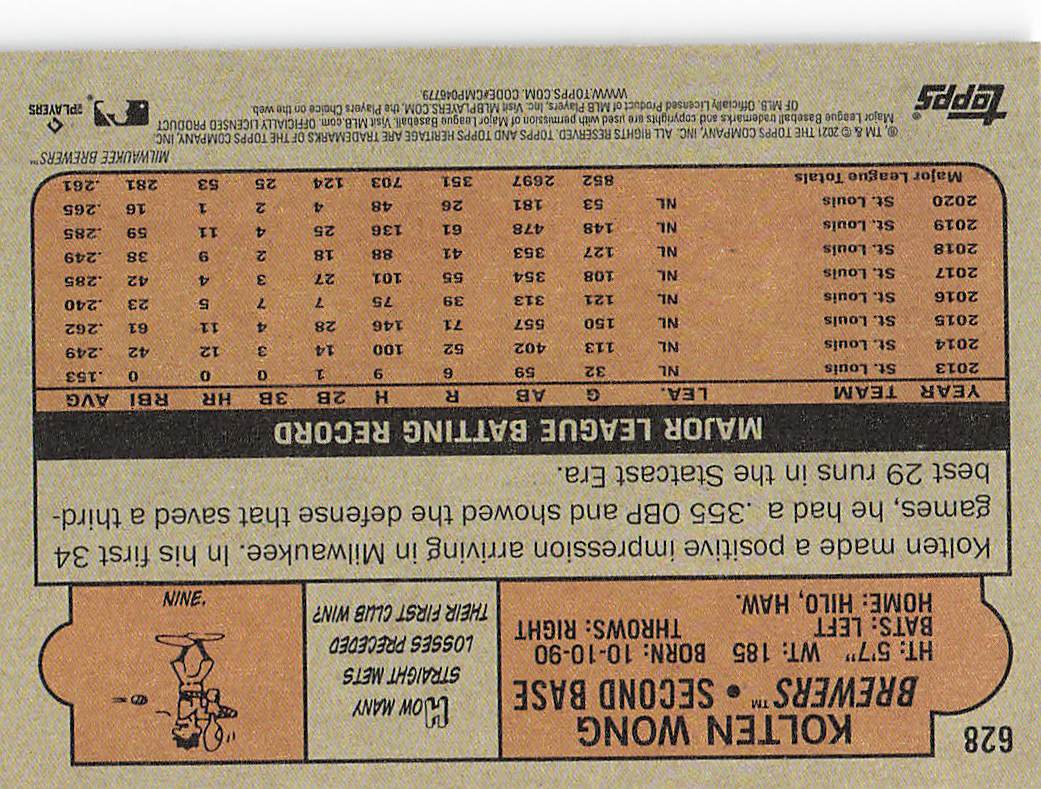 628
KOLTEN WONG
BREWERS™ • SECOND BASE
HT: 5'7" WT: 185 BORN: 10-10-90
BATS: LEFT THROWS: RIGHT
HOME: HILO, HAW.
HOW MANY
STRAIGHT METS
LOSSES PRECEDED
THEIR FIRST CLUB WIN?
NINE.
Kolten made a positive impression arriving in Milwaukee. In his first 34
games, he had a .355 OBP and showed the defense that saved a third-
best 29 runs in the Statcast Era.
MAJOR LEAGUE BATTING RECORD
YEAR TEAM LEA. G AB R H 2B 3B HR RBI AVG
2013 St. Louis NL 32 59 6 9 1 0 0 0 .153
2014 St. Louis NL 113 402 52 100 14 3 12 42 .249
2015 St. Louis NL 150 557 71 146 28 4 11 61 .262
2016 St. Louis NL 121 313 39 75 7 7 5 23 .240
2017 St. Louis NL 108 354 55 101 27 3 4 42 .285
2018 St. Louis NL 127 353 41 88 18 2 9 38 .249
2019 St. Louis NL 148 478 61 136 25 4 11 59 .285
2020 St. Louis NL 53 181 26 48 4 2 1 16 .265
Major League Totals 852 2697 351 703 124 25 53 281 .261
MILWAUKEE BREWERS™
®, TM & © 2021 THE TOPPS COMPANY, INC. ALL RIGHTS RESERVED. TOPPS AND TOPPS HERITAGE ARE TRADEMARKS OF THE TOPPS COMPANY, INC.
Major League Baseball trademarks and copyrights are used with permission of Major League Baseball. Visit MLB.com. OFFICIALLY LICENSED PRODUCT
OF MLB. Officially Licensed Product of MLB Players, Inc. Visit MLBPLAYERS.COM, the Players Choice on the web.
WWW.TOPPS.COM. CODE#CMP046779
topps®
PLAYERS